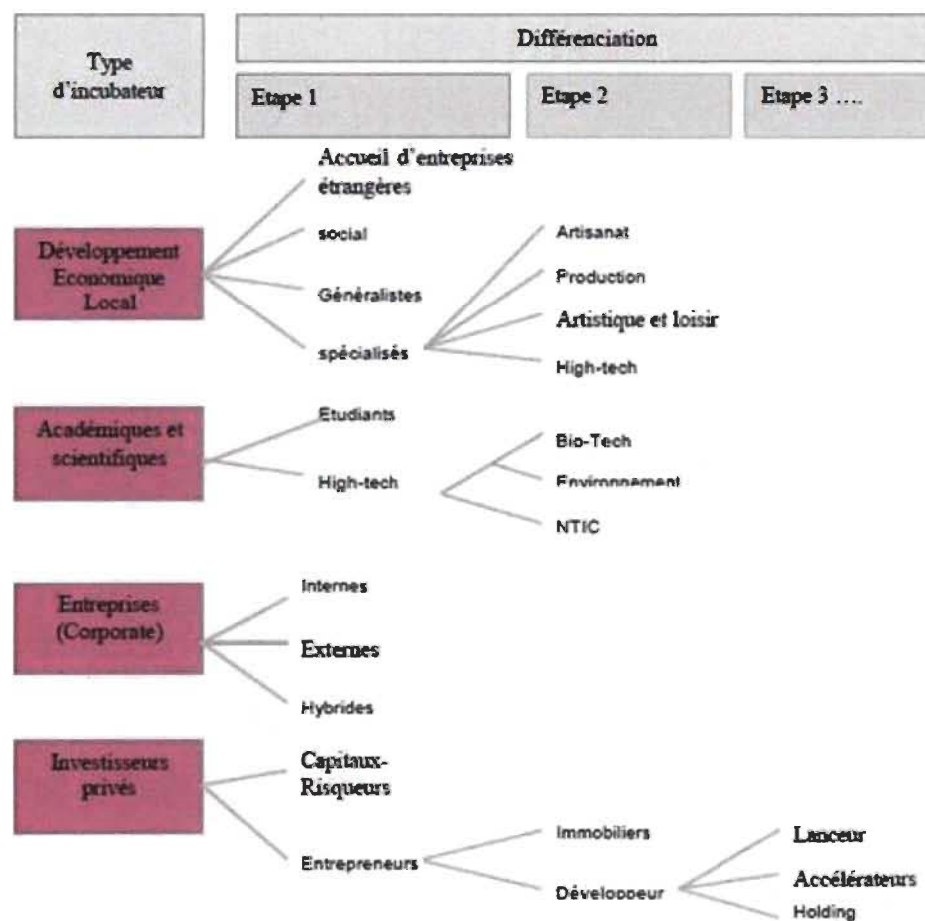 Type
d'incubateur
Différenciation
Etape 1
Etape 2
Etape 3 ....
Développement
Economique
Local
Accueil d'entreprises
étrangères
social
Généralistes
spécialisés
Artisanat
Production
Artistique et loisir
High-tech
Académiques et
scientifiques
Etudiants
High-tech
Bio-Tech
Environnement
NTIC
Entreprises
(Corporate)
Internes
Externes
Hybrides
Investisseurs
privés
Capitaux-
Risqueurs
Entrepreneurs
Immobiliers
Développeur
Lanceur
Accélérateurs
Holding